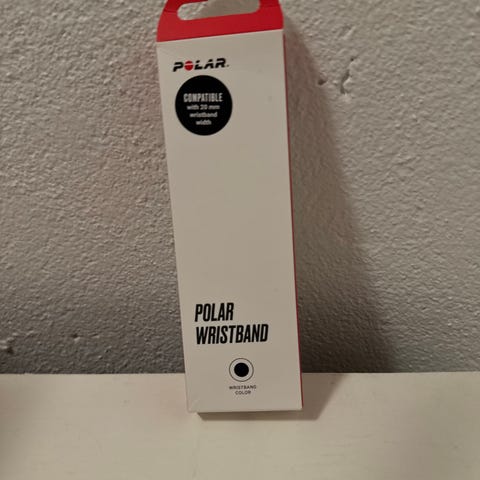 POLAR
COMPATIBLE
with 20 mm
wristband
width
POLAR
WRISTBAND
WRISTBAND
COLOR